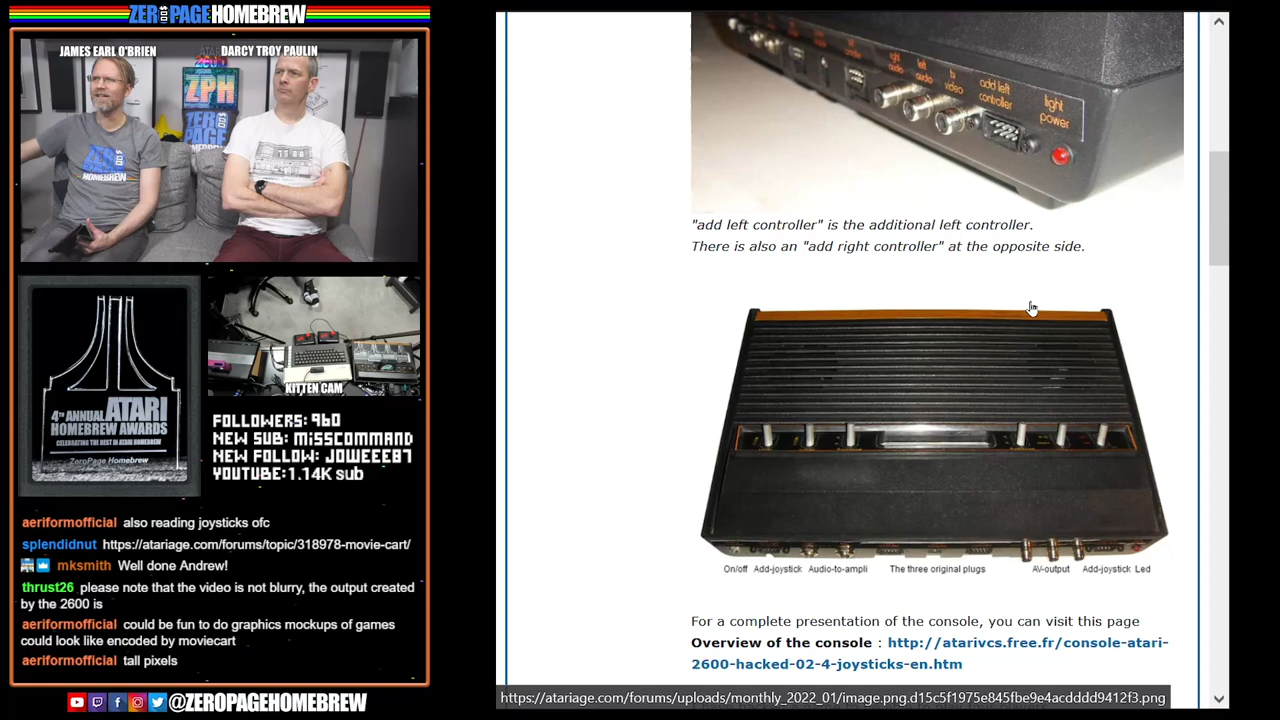 ZEROPAGE HOMEBREW
JAMES EARL O'BRIEN
DARCY TROY PAULIN
ZPH
KITTEN CAM
4TH ANNUAL ATARI
HOMEBREW AWARDS
CELEBRATING THE BEST IN ATARI HOMEBREW
ZeroPage Homebrew
FOLLOWERS: 960
NEW SUB: MISSCOMMAND
NEW FOLLOW: JOWEEE87
YOUTUBE: 1.14K sub
aeriformofficial also reading joysticks ofc
splendidnut https://atariage.com/forums/topic/318978-movie-cart/
mksmith Well done Andrew!
thrust26 please note that the video is not blurry, the output created
by the 2600 is
aeriformofficial could be fun to do graphics mockups of games
could look like encoded by moviecart
aeriformofficial tall pixels
@ZEROPAGEHOMEBREW
right audio
left audio
tv video
add left controller
light power
"add left controller" is the additional left controller.
There is also an "add right controller" at the opposite side.
On/off Add-joystick Audio-to-ampli The three original plugs AV-output Add-joystick Led
For a complete presentation of the console, you can visit this page
Overview of the console : http://atarivcs.free.fr/console-atari-
2600-hacked-02-4-joysticks-en.htm
https://atariage.com/forums/uploads/monthly_2022_01/image.png.d15c5f1975e845fbe9e4acdddd9412f3.png